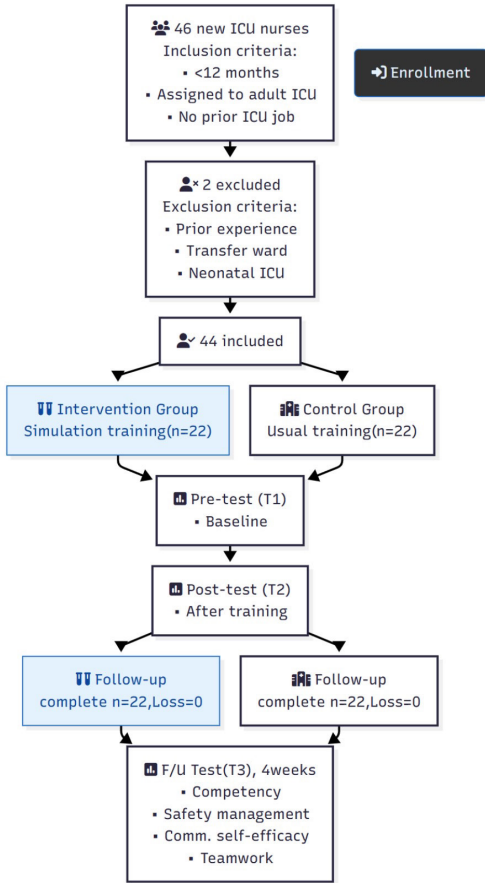 46 new ICU nurses
Inclusion criteria:
▪ <12 months
▪ Assigned to adult ICU
▪ No prior ICU job
Enrollment
2 excluded
Exclusion criteria:
▪ Prior experience
▪ Transfer ward
▪ Neonatal ICU
44 included
Intervention Group
Simulation training(n=22)
Control Group
Usual training(n=22)
Pre-test (T1)
▪ Baseline
Post-test (T2)
▪ After training
Follow-up
complete n=22,Loss=0
Follow-up
complete n=22,Loss=0
F/U Test(T3), 4weeks
▪ Competency
▪ Safety management
▪ Comm. self-efficacy
▪ Teamwork